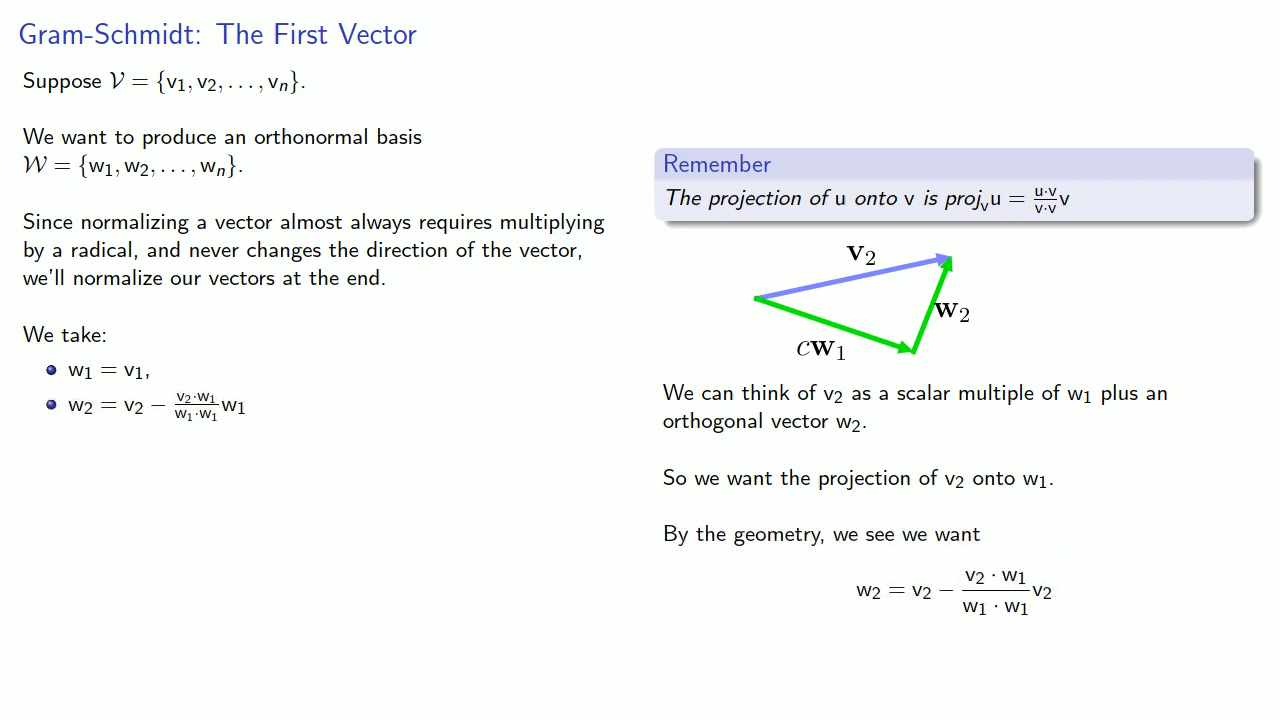 Gram-Schmidt: The First Vector
Suppose 𝒱 = {v₁, v₂, . . . , vₙ}.
We want to produce an orthonormal basis
𝒲 = {w₁, w₂, . . . , wₙ}.
Since normalizing a vector almost always requires multiplying
by a radical, and never changes the direction of the vector,
we'll normalize our vectors at the end.
We take:
w₁ = v₁,
w₂ = v₂ − (v₂·w₁)/(w₁·w₁) w₁
Remember
The projection of u onto v is projᵥu = (u·v)/(v·v) v
v₂
w₂
cw₁
We can think of v₂ as a scalar multiple of w₁ plus an
orthogonal vector w₂.
So we want the projection of v₂ onto w₁.
By the geometry, we see we want
w₂ = v₂ − (v₂ · w₁)/(w₁ · w₁) v₂